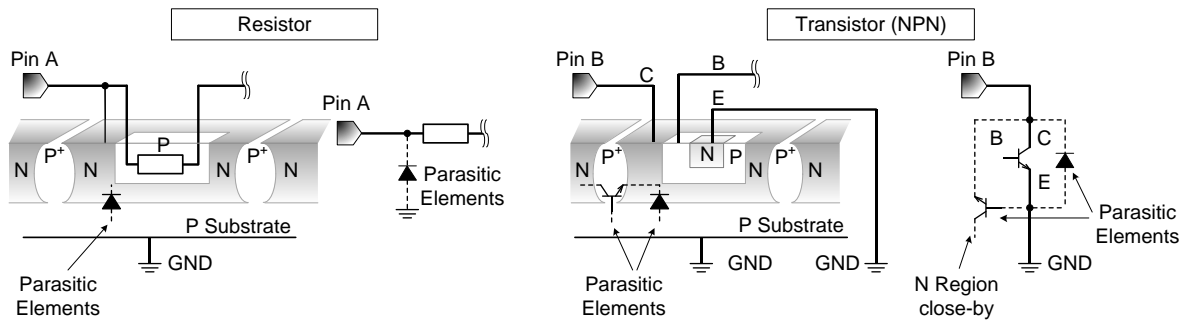 Resistor
Transistor (NPN)
Pin A
Pin A
N
P+
N
P
N
P+
N
Parasitic
Elements
P Substrate
GND
Parasitic
Elements
Pin B
C
B
E
N
P+
N
N
P
N
P+
N
P Substrate
GND
GND
Parasitic
Elements
Pin B
B
C
E
Parasitic
Elements
GND
N Region
close-by